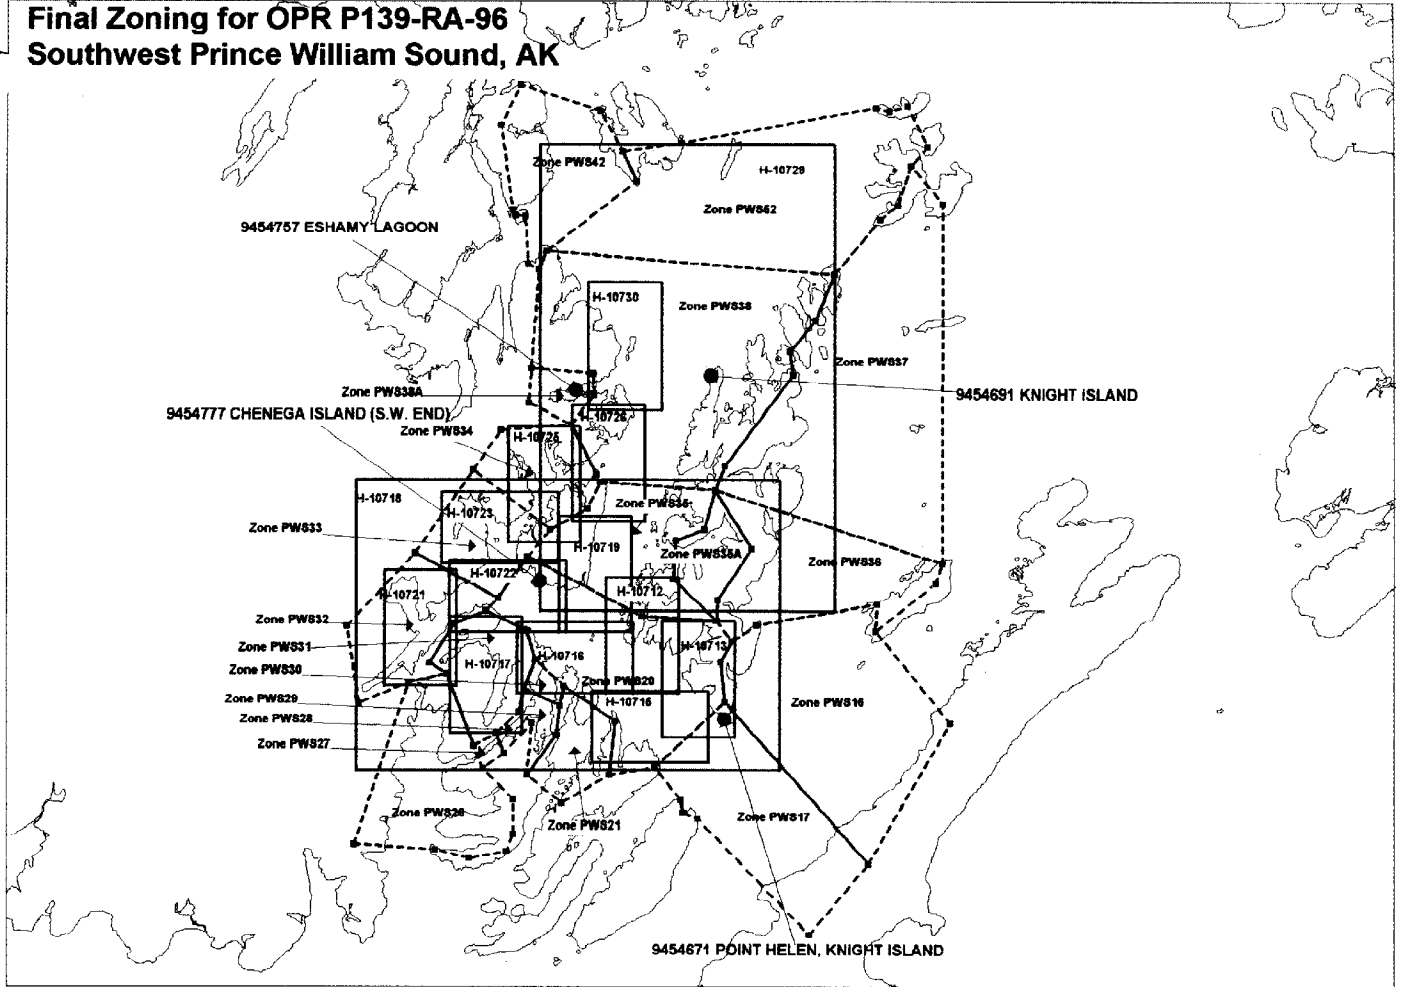 Final Zoning for OPR P139-RA-96
Southwest Prince William Sound, AK
Zone PWS42
H-10729
Zone PWS52
9454757 ESHAMY LAGOON
H-10730
Zone PWS38
Zone PWS37
Zone PWS38A
9454691 KNIGHT ISLAND
9454777 CHENEGA ISLAND (S.W. END)
H-10726
Zone PWS34
H-10725
H-10718
Zone PWS35
H-10723
Zone PWS33
H-10719
Zone PWS35A
Zone PWS36
H-10722
H-10721
H-10712
Zone PWS32
Zone PWS31
H-10713
H-10717
H-10716
Zone PWS30
Zone PWS20
Zone PWS29
H-10715
Zone PWS16
Zone PWS28
Zone PWS27
Zone PWS26
Zone PWS21
Zone PWS17
9454671 POINT HELEN, KNIGHT ISLAND